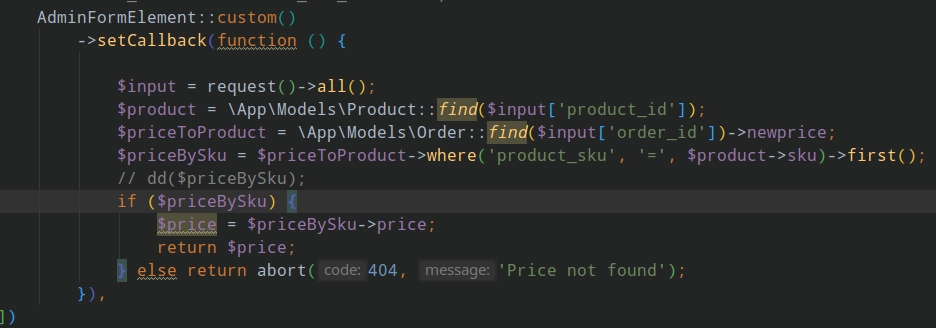 AdminFormElement::custom()
->setCallback(function () {
$input = request()->all();
$product = \App\Models\Product::find($input['product_id']);
$priceToProduct = \App\Models\Order::find($input['order_id'])->newprice;
$priceBySku = $priceToProduct->where('product_sku', '=', $product->sku)->first();
// dd($priceBySku);
if ($priceBySku) {
$price = $priceBySku->price;
return $price;
} else return abort( code: 404, message: 'Price not found');
}),
])